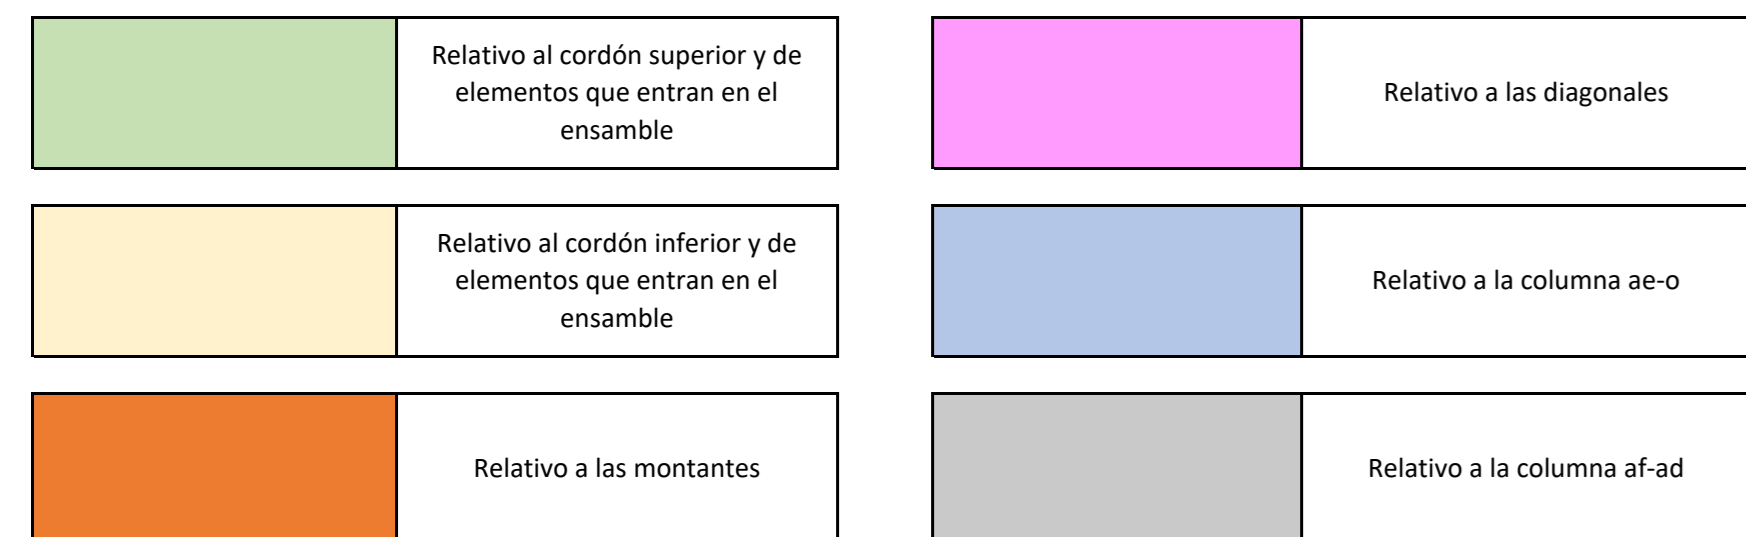 Relativo al cordón superior y de
elementos que entran en el
ensamble
Relativo a las diagonales
Relativo al cordón inferior y de
elementos que entran en el
ensamble
Relativo a la columna ae-o
Relativo a las montantes
Relativo a la columna af-ad